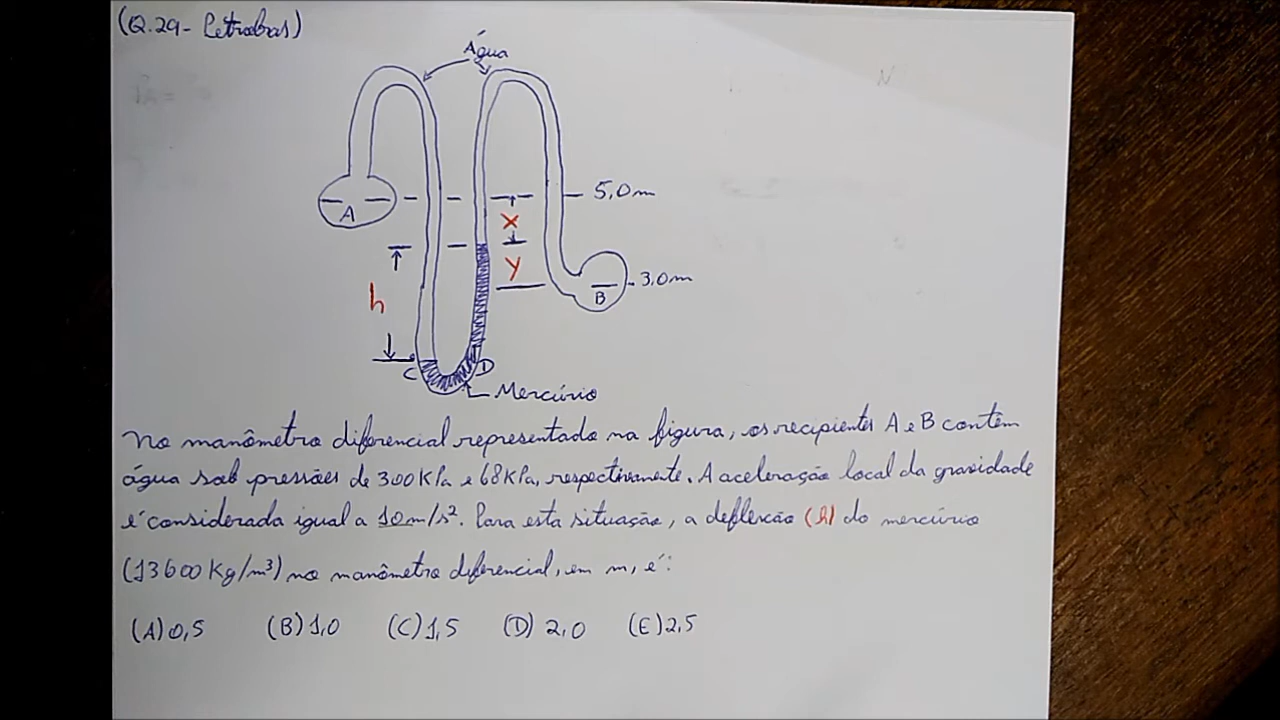 (Q.29- Petrobras)
Água
A
5,0m
x
y
h
B
3,0m
C
D
Mercúrio
No manômetro diferencial representado na figura, os recipientes A e B contêm
água sob pressões de 300KPa e 68KPa, respectivamente. A aceleração local da gravidade
é considerada igual a 10m/s². Para esta situação, a deflexão (h) do mercúrio
(13600Kg/m³) no manômetro diferencial, em m, é:
(A) 0,5 (B) 1,0 (C) 1,5 (D) 2,0 (E) 2,5